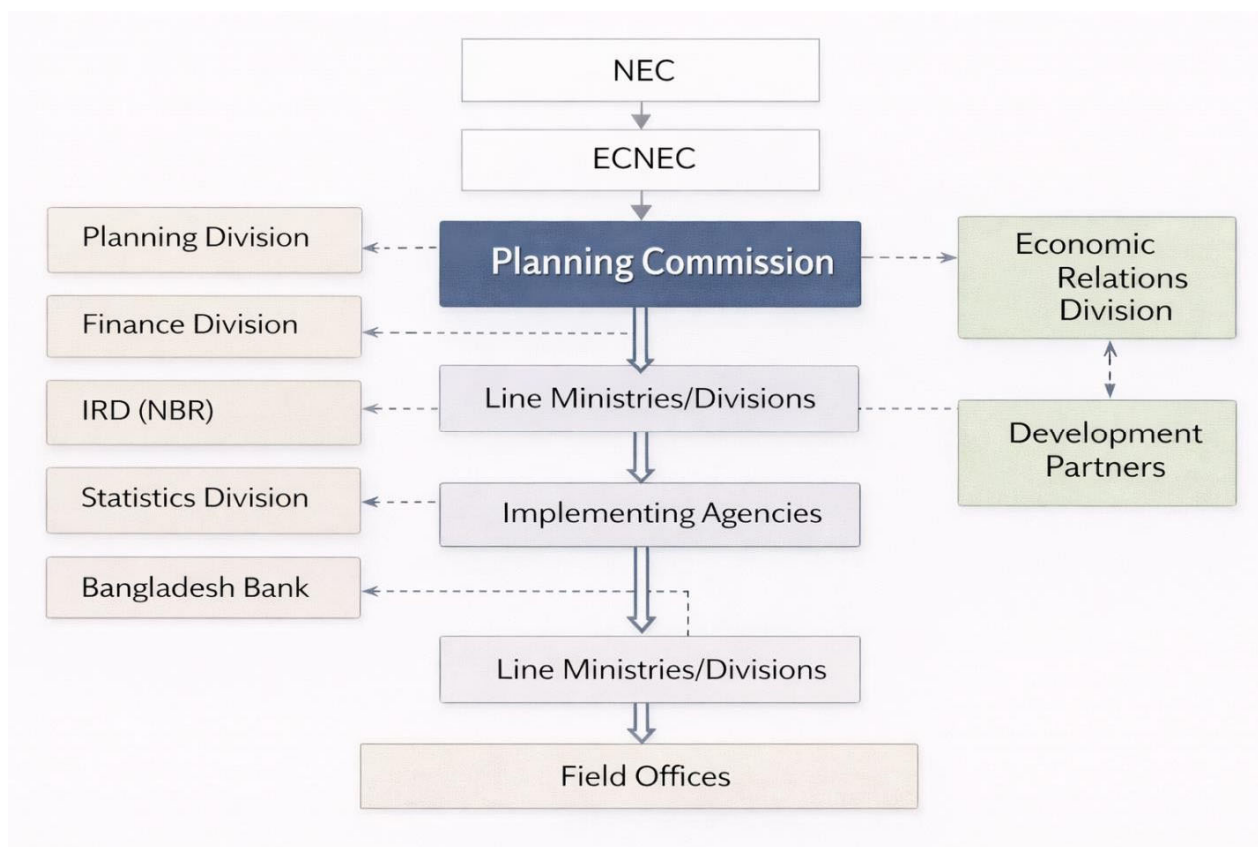 NEC
ECNEC
Planning Commission
Planning Division
Finance Division
IRD (NBR)
Statistics Division
Bangladesh Bank
Line Ministries/Divisions
Implementing Agencies
Line Ministries/Divisions
Field Offices
Economic
Relations
Division
Development
Partners